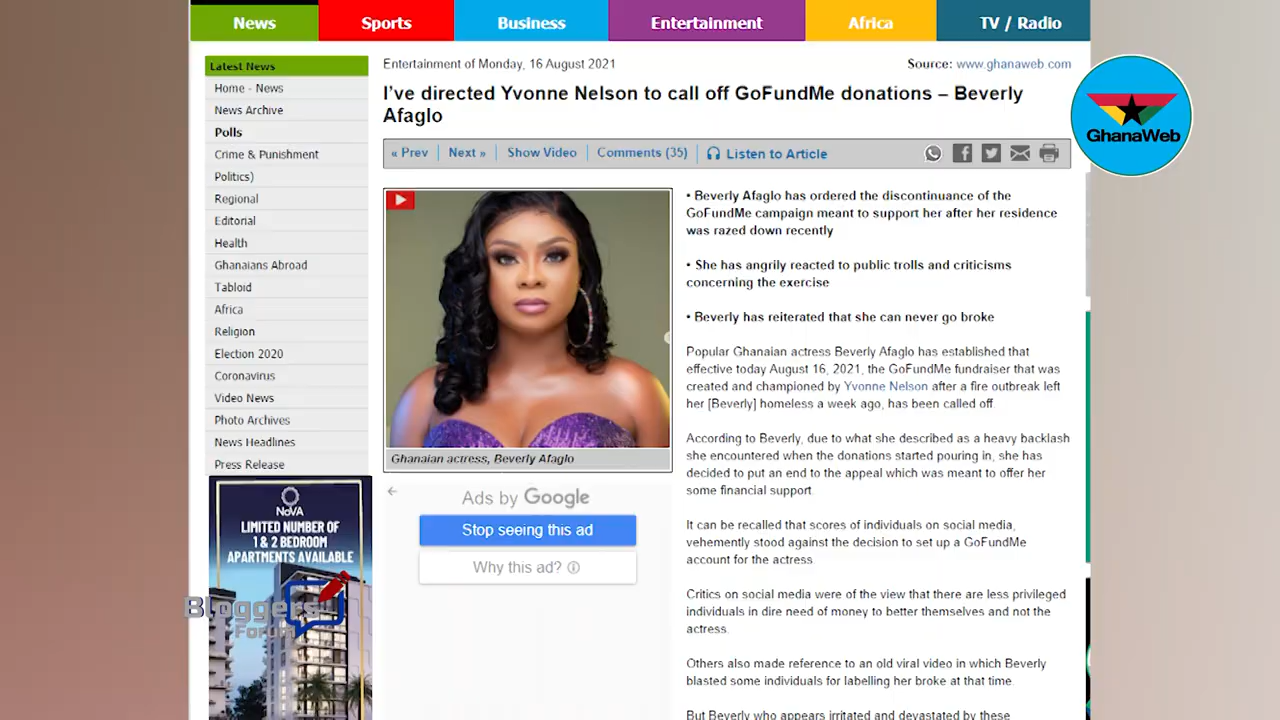 News
Sports
Business
Entertainment
Africa
TV / Radio
Latest News
Home - News
News Archive
Polls
Crime & Punishment
Politics)
Regional
Editorial
Health
Ghanaians Abroad
Tabloid
Africa
Religion
Election 2020
Coronavirus
Video News
Photo Archives
News Headlines
Press Release
NoVA
LIMITED NUMBER OF
1 & 2 BEDROOM
APARTMENTS AVAILABLE
Bloggers'
Forum
Entertainment of Monday, 16 August 2021
Source: www.ghanaweb.com
I've directed Yvonne Nelson to call off GoFundMe donations – Beverly
Afaglo
« Prev
Next »
Show Video
Comments (35)
Listen to Article
GhanaWeb
Ghanaian actress, Beverly Afaglo
Ads by Google
Stop seeing this ad
Why this ad?
• Beverly Afaglo has ordered the discontinuance of the
GoFundMe campaign meant to support her after her residence
was razed down recently
• She has angrily reacted to public trolls and criticisms
concerning the exercise
• Beverly has reiterated that she can never go broke
Popular Ghanaian actress Beverly Afaglo has established that
effective today August 16, 2021, the GoFundMe fundraiser that was
created and championed by Yvonne Nelson after a fire outbreak left
her [Beverly] homeless a week ago, has been called off.
According to Beverly, due to what she described as a heavy backlash
she encountered when the donations started pouring in, she has
decided to put an end to the appeal which was meant to offer her
some financial support.
It can be recalled that scores of individuals on social media,
vehemently stood against the decision to set up a GoFundMe
account for the actress
Critics on social media were of the view that there are less privileged
individuals in dire need of money to better themselves and not the
actress.
Others also made reference to an old viral video in which Beverly
blasted some individuals for labelling her broke at that time.
But Beverly who appears irritated and devastated by these